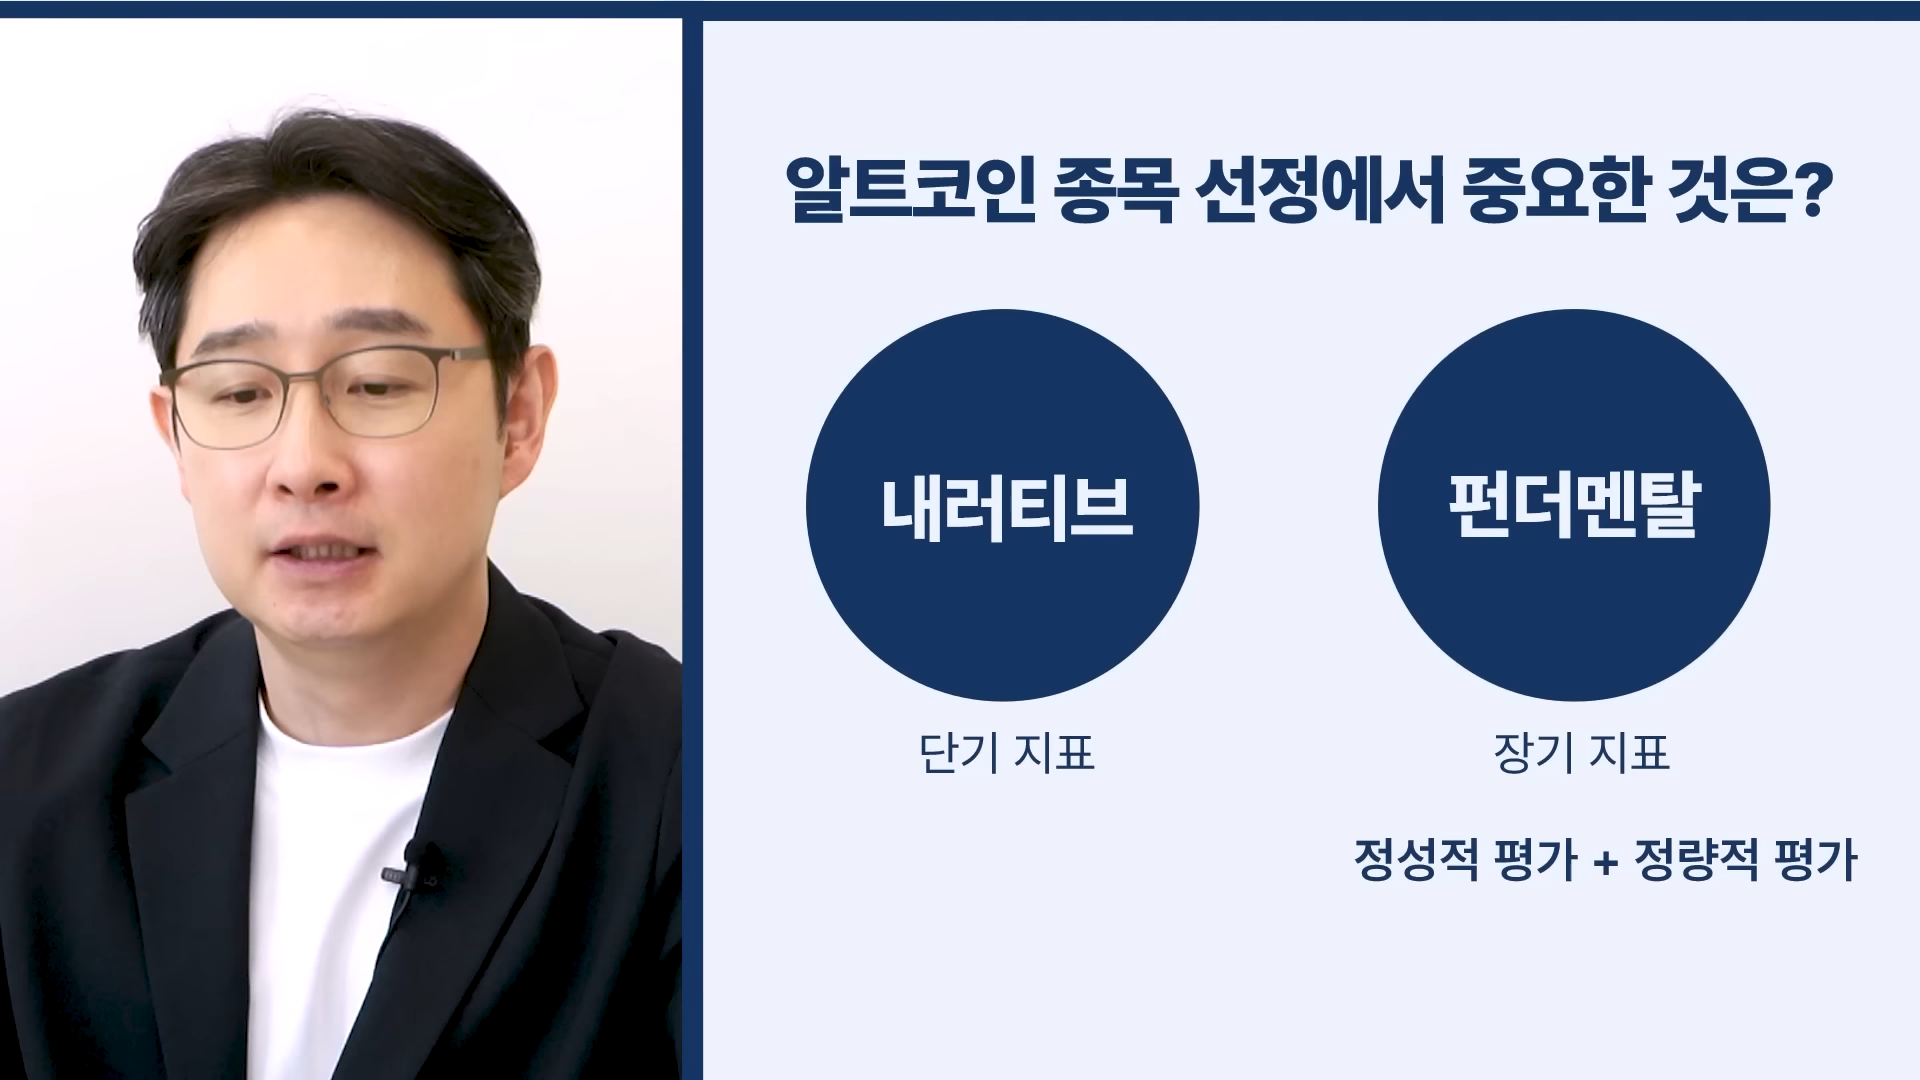 알트코인 종목 선정에서 중요한 것은?
내러티브
펀더멘탈
단기 지표
장기 지표
정성적 평가 + 정량적 평가